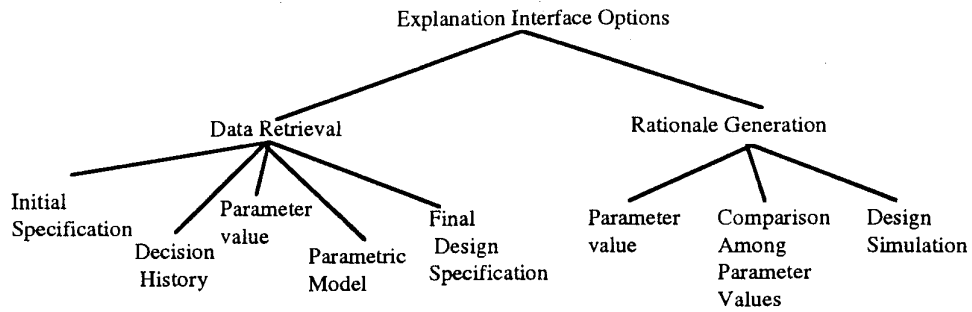 Explanation Interface Options
Data Retrieval
Rationale Generation
Initial
Specification
Decision
History
Parameter
value
Parametric
Model
Final
Design
Specification
Parameter
value
Comparison
Among
Parameter
Values
Design
Simulation